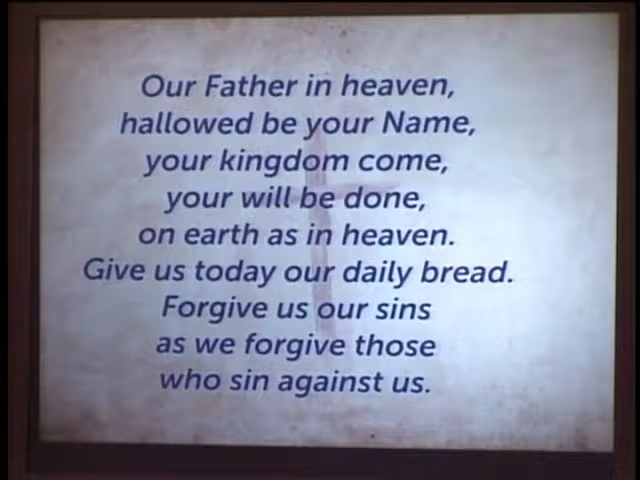 Our Father in heaven,
hallowed be your Name,
your kingdom come,
your will be done,
on earth as in heaven.
Give us today our daily bread.
Forgive us our sins
as we forgive those
who sin against us.